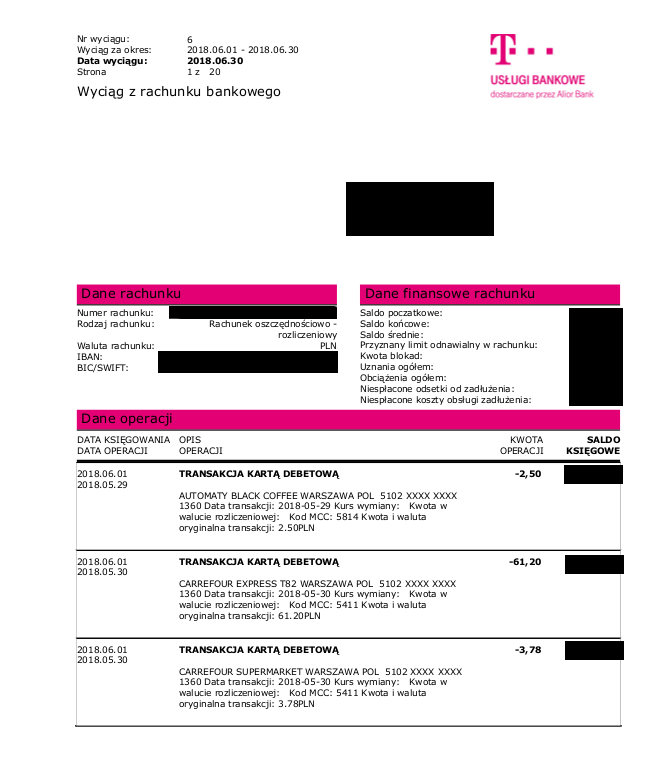 Nr wyciągu: 6
Wyciąg za okres: 2018.06.01 - 2018.06.30
Data wyciągu: 2018.06.30
Strona 1 z 20
Wyciąg z rachunku bankowego
T
USŁUGI BANKOWE
dostarczane przez Alior Bank
Dane rachunku
Numer rachunku:
Rodzaj rachunku: Rachunek oszczędnościowo -
rozliczeniowy
Waluta rachunku: PLN
IBAN:
BIC/SWIFT:
Dane finansowe rachunku
Saldo początkowe:
Saldo końcowe:
Saldo średnie:
Przyznany limit odnawialny w rachunku:
Kwota blokad:
Uznania ogółem:
Obciążenia ogółem:
Niespłacone odsetki od zadłużenia:
Niespłacone koszty obsługi zadłużenia:
Dane operacji
DATA KSIĘGOWANIA OPIS KWOTA SALDO
DATA OPERACJI OPERACJI OPERACJI KSIĘGOWE
2018.06.01 TRANSAKCJA KARTĄ DEBETOWĄ -2,50
2018.05.29
AUTOMATY BLACK COFFEE WARSZAWA POL 5102 XXXX XXXX
1360 Data transakcji: 2018-05-29 Kurs wymiany: Kwota w
walucie rozliczeniowej: Kod MCC: 5814 Kwota i waluta
oryginalna transakcji: 2.50PLN
2018.06.01 TRANSAKCJA KARTĄ DEBETOWĄ -61,20
2018.05.30
CARREFOUR EXPRESS T82 WARSZAWA POL 5102 XXXX XXXX
1360 Data transakcji: 2018-05-30 Kurs wymiany: Kwota w
walucie rozliczeniowej: Kod MCC: 5411 Kwota i waluta
oryginalna transakcji: 61.20PLN
2018.06.01 TRANSAKCJA KARTĄ DEBETOWĄ -3,78
2018.05.30
CARREFOUR SUPERMARKET WARSZAWA POL 5102 XXXX XXXX
1360 Data transakcji: 2018-05-30 Kurs wymiany: Kwota w
walucie rozliczeniowej: Kod MCC: 5411 Kwota i waluta
oryginalna transakcji: 3.78PLN